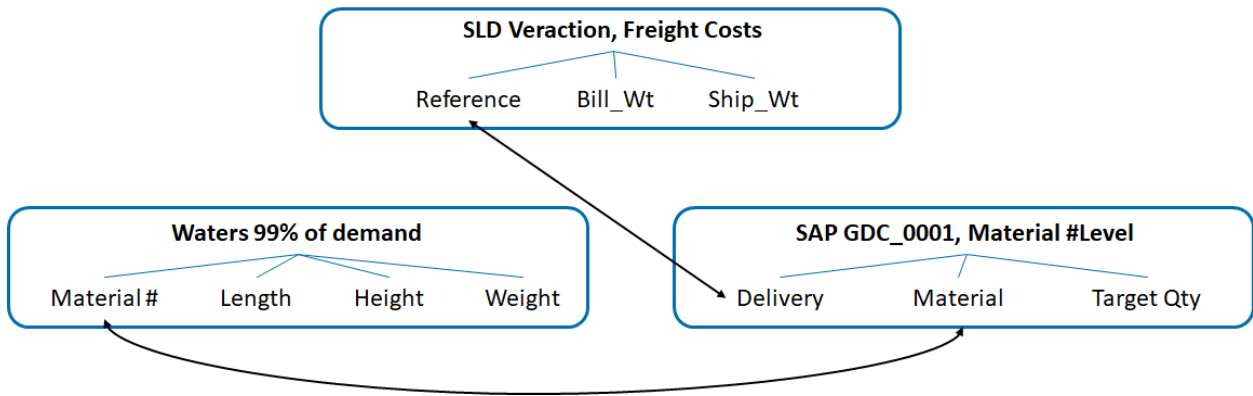 SLD Veraction, Freight Costs
Reference Bill_Wt Ship_Wt
Waters 99% of demand
Material # Length Height Weight
SAP GDC_0001, Material #Level
Delivery Material Target Qty